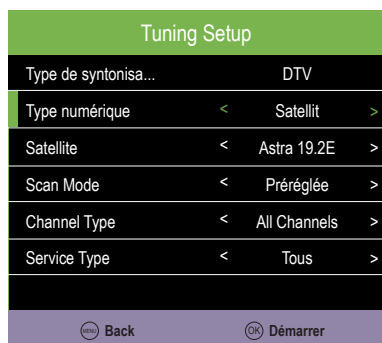 Tuning Setup
Type de syntonisa... DTV
Type numérique < Satellit >
Satellite < Astra 19.2E >
Scan Mode < Préréglée >
Channel Type < All Channels >
Service Type < Tous >
MENU Back OK Démarrer